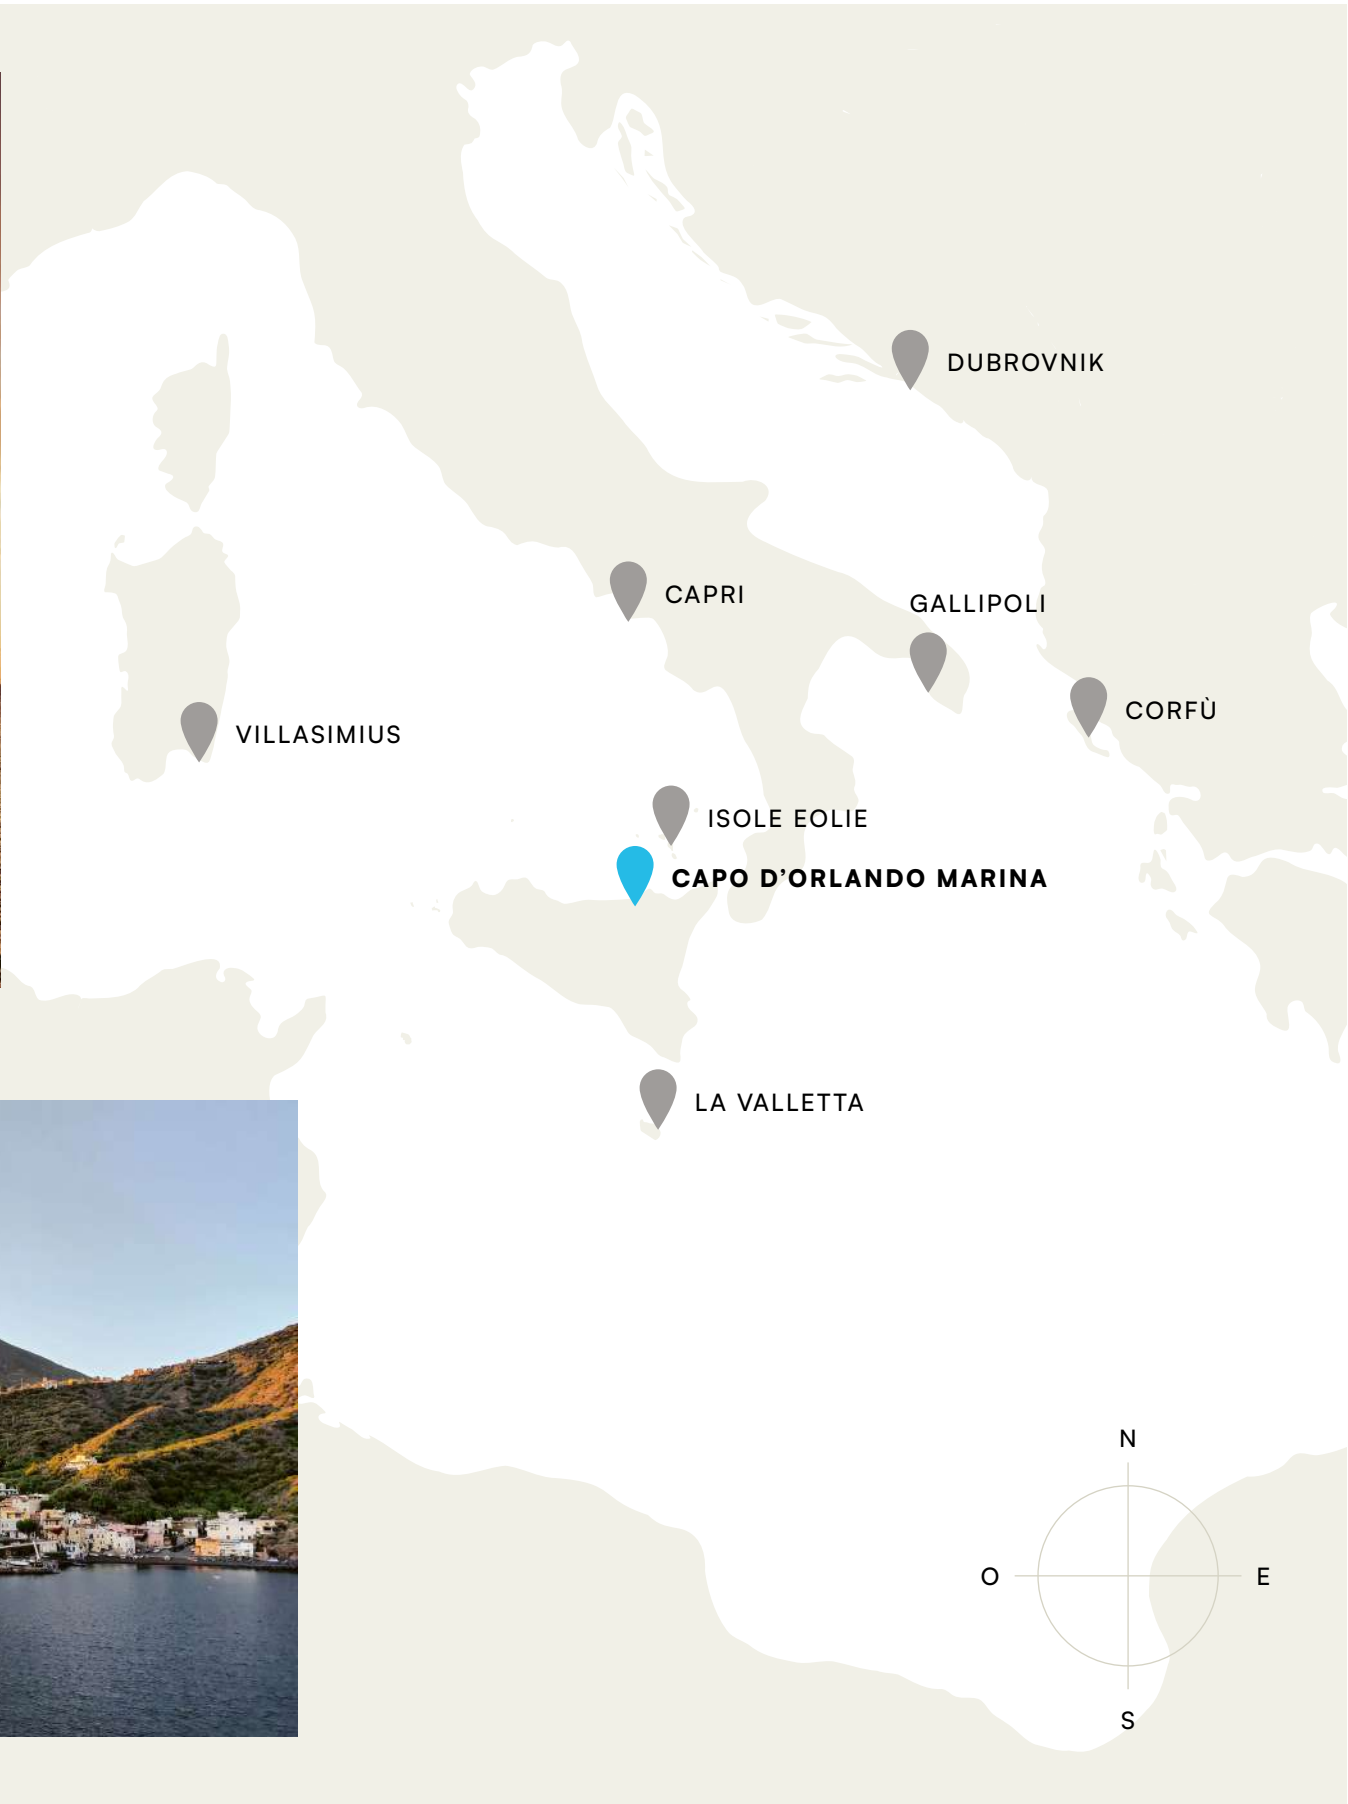 DUBROVNIK
CAPRI
GALLIPOLI
CORFÙ
VILLASIMIUS
ISOLE EOLIE
CAPO D’ORLANDO MARINA
LA VALLETTA
N
O
E
S